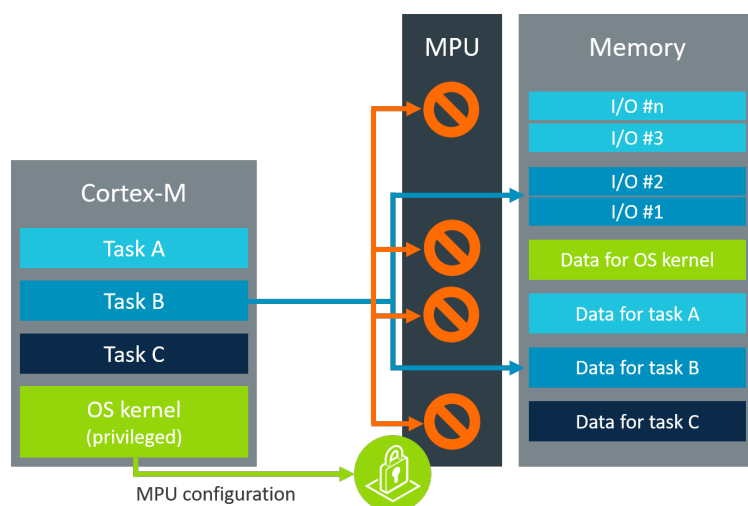 Cortex-M
Task A
Task B
Task C
OS kernel
(privileged)
MPU configuration
MPU
Memory
I/O #n
I/O #3
I/O #2
I/O #1
Data for OS kernel
Data for task A
Data for task B
Data for task C